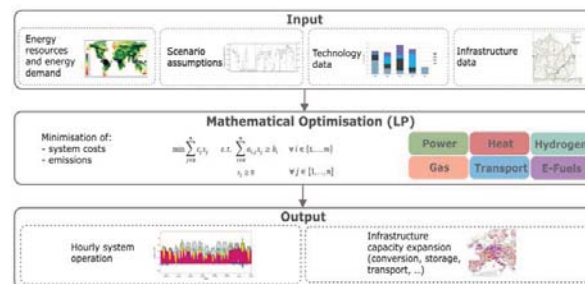 Input
Energy
resources
and energy
demand
Scenario
assumptions
Technology
data
Infrastructure
data
Mathematical Optimisation (LP)
Minimisation of:
- system costs
- emissions
Power
Heat
Hydrogen
Gas
Transport
E-Fuels
Output
Hourly system
operation
Infrastructure
capacity expansion
(conversion, storage,
transport, ..)